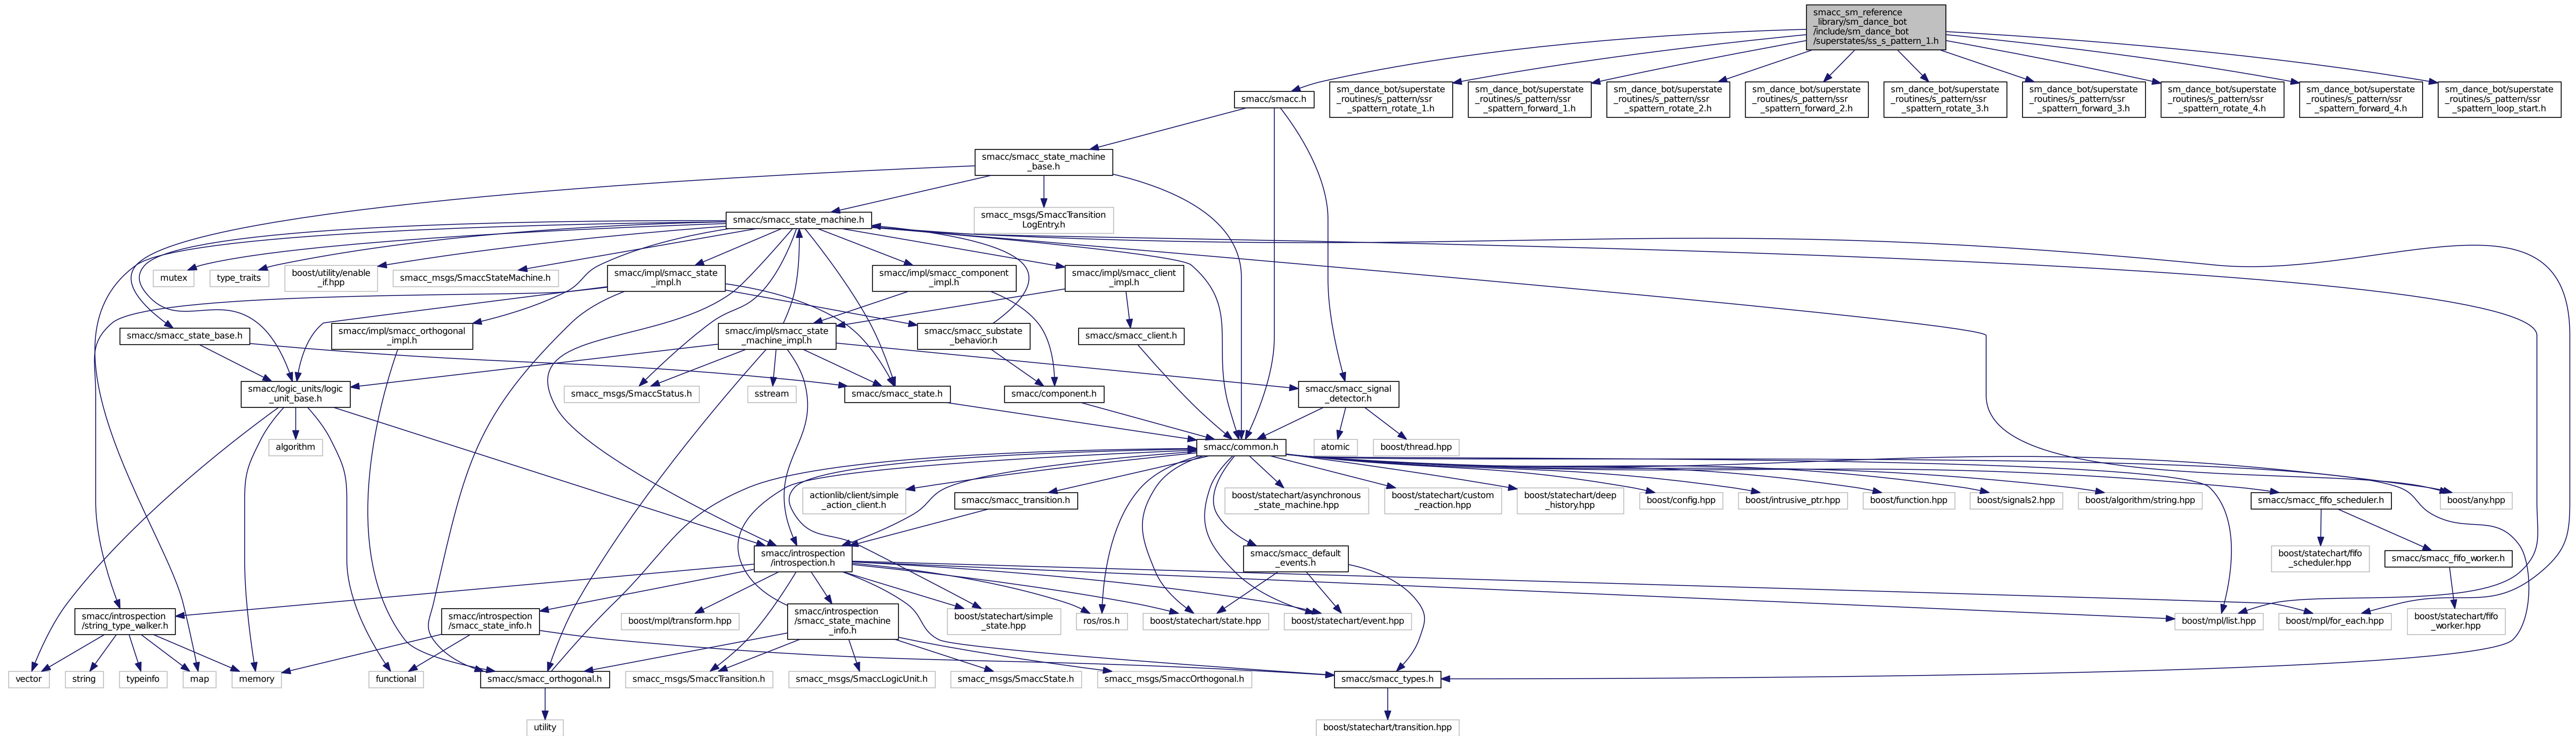 smacc_sm_reference
_library/sm_dance_bot
/include/sm_dance_bot
/superstates/ss_s_pattern_1.h
smacc/smacc.h
sm_dance_bot/superstate
_routines/s_pattern/ssr
_spattern_rotate_1.h
sm_dance_bot/superstate
_routines/s_pattern/ssr
_spattern_forward_1.h
sm_dance_bot/superstate
_routines/s_pattern/ssr
_spattern_rotate_2.h
sm_dance_bot/superstate
_routines/s_pattern/ssr
_spattern_forward_2.h
sm_dance_bot/superstate
_routines/s_pattern/ssr
_spattern_rotate_3.h
sm_dance_bot/superstate
_routines/s_pattern/ssr
_spattern_forward_3.h
sm_dance_bot/superstate
_routines/s_pattern/ssr
_spattern_rotate_4.h
sm_dance_bot/superstate
_routines/s_pattern/ssr
_spattern_forward_4.h
sm_dance_bot/superstate
_routines/s_pattern/ssr
_spattern_loop_start.h
smacc/smacc_state_machine
_base.h
smacc/smacc_state_machine.h
smacc_msgs/SmaccTransition
LogEntry.h
mutex
type_traits
boost/utility/enable
_if.hpp
smacc_msgs/SmaccStateMachine.h
smacc/impl/smacc_state
_impl.h
smacc/impl/smacc_component
_impl.h
smacc/impl/smacc_client
_impl.h
smacc/smacc_state_base.h
smacc/impl/smacc_orthogonal
_impl.h
smacc/impl/smacc_state
_machine_impl.h
smacc/smacc_substate
_behavior.h
smacc/smacc_client.h
smacc/logic_units/logic
_unit_base.h
smacc_msgs/SmaccStatus.h
sstream
smacc/smacc_state.h
smacc/component.h
smacc/smacc_signal
_detector.h
algorithm
smacc/common.h
atomic
boost/thread.hpp
actionlib/client/simple
_action_client.h
smacc/smacc_transition.h
boost/statechart/asynchronous
_state_machine.hpp
boost/statechart/custom
_reaction.hpp
boost/statechart/deep
_history.hpp
boost/config.hpp
boost/intrusive_ptr.hpp
boost/function.hpp
boost/signals2.hpp
boost/algorithm/string.hpp
smacc/smacc_fifo_scheduler.h
boost/any.hpp
smacc/introspection
/introspection.h
smacc/smacc_default
_events.h
boost/statechart/fifo
_scheduler.hpp
smacc/smacc_fifo_worker.h
smacc/introspection
/string_type_walker.h
smacc/introspection
/smacc_state_info.h
boost/mpl/transform.hpp
smacc/introspection
/smacc_state_machine
_info.h
boost/statechart/simple
_state.hpp
ros/ros.h
boost/statechart/state.hpp
boost/statechart/event.hpp
boost/mpl/list.hpp
boost/mpl/for_each.hpp
boost/statechart/fifo
_worker.hpp
vector
string
typeinfo
map
memory
functional
smacc/smacc_orthogonal.h
smacc_msgs/SmaccTransition.h
smacc_msgs/SmaccLogicUnit.h
smacc_msgs/SmaccState.h
smacc_msgs/SmaccOrthogonal.h
smacc/smacc_types.h
utility
boost/statechart/transition.hpp